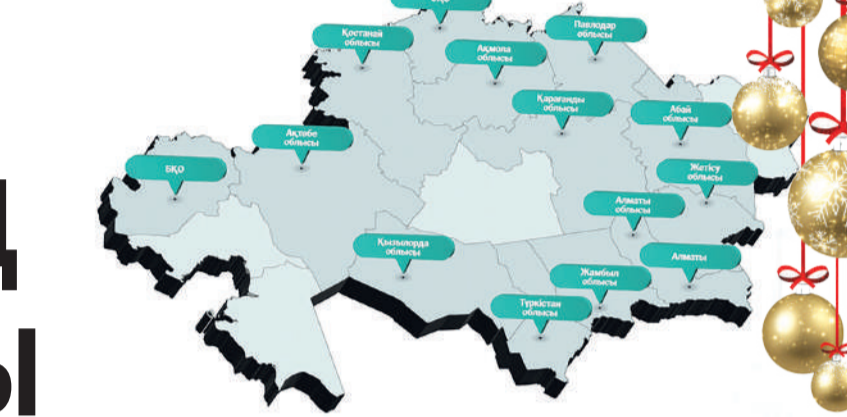 СҚО
Қостанай
облысы
Ақмола
облысы
Павлодар
облысы
Қарағанды
облысы
Абай
облысы
Ақтөбе
облысы
БҚО
Жетісу
облысы
Алматы
облысы
Қызылорда
облысы
Алматы
Жамбыл
облысы
Түркістан
облысы
ы